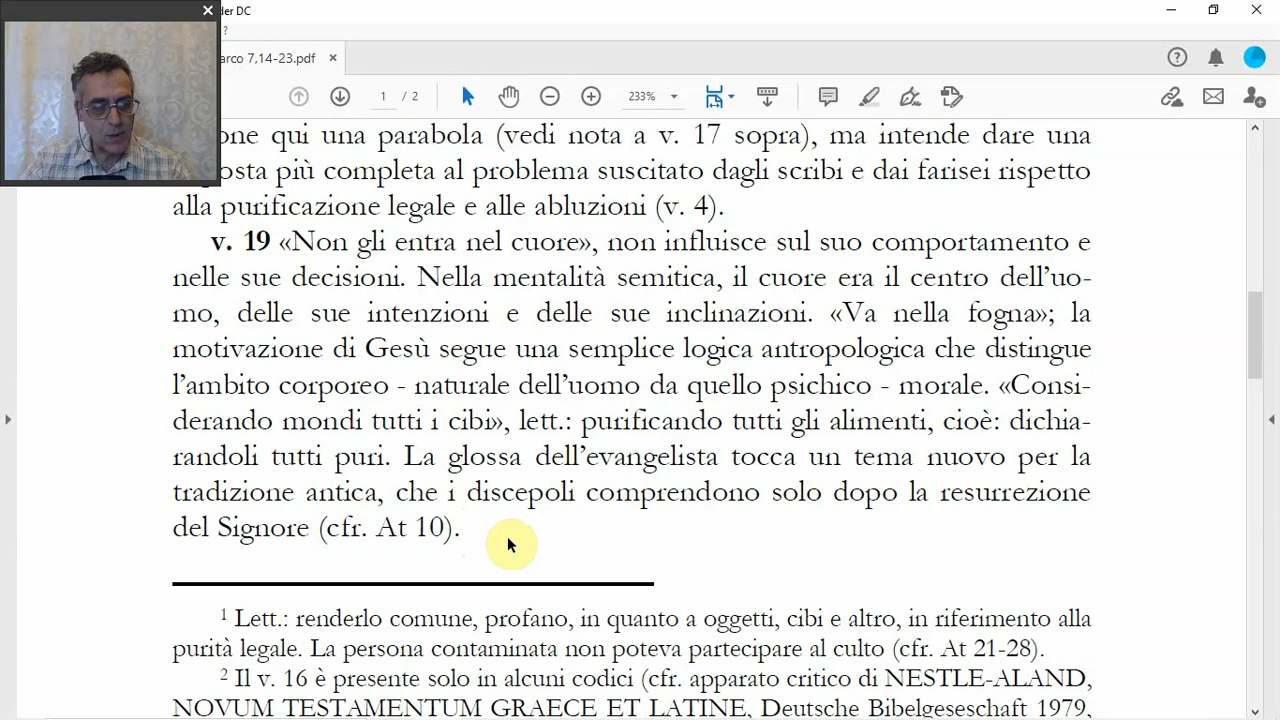 der DC
?
arco 7,14-23.pdf
1 / 2
233%
one qui una parabola (vedi nota a v. 17 sopra), ma intende dare una
posta più completa al problema suscitato dagli scribi e dai farisei rispetto
alla purificazione legale e alle abluzioni (v. 4).
v. 19 «Non gli entra nel cuore», non influisce sul suo comportamento e
nelle sue decisioni. Nella mentalità semitica, il cuore era il centro dell’uo-
mo, delle sue intenzioni e delle sue inclinazioni. «Va nella fogna»; la
motivazione di Gesù segue una semplice logica antropologica che distingue
l’ambito corporeo - naturale dell’uomo da quello psichico - morale. «Consi-
derando mondi tutti i cibi», lett.: purificando tutti gli alimenti, cioè: dichia-
randoli tutti puri. La glossa dell’evangelista tocca un tema nuovo per la
tradizione antica, che i discepoli comprendono solo dopo la resurrezione
del Signore (cfr. At 10).
1 Lett.: renderlo comune, profano, in quanto a oggetti, cibi e altro, in riferimento alla
purità legale. La persona contaminata non poteva partecipare al culto (cfr. At 21-28).
2 Il v. 16 è presente solo in alcuni codici (cfr. apparato critico di NESTLE-ALAND,
NOVUM TESTAMENTUM GRAECE ET LATINE, Deutsche Bibelgeseschaft 1979,